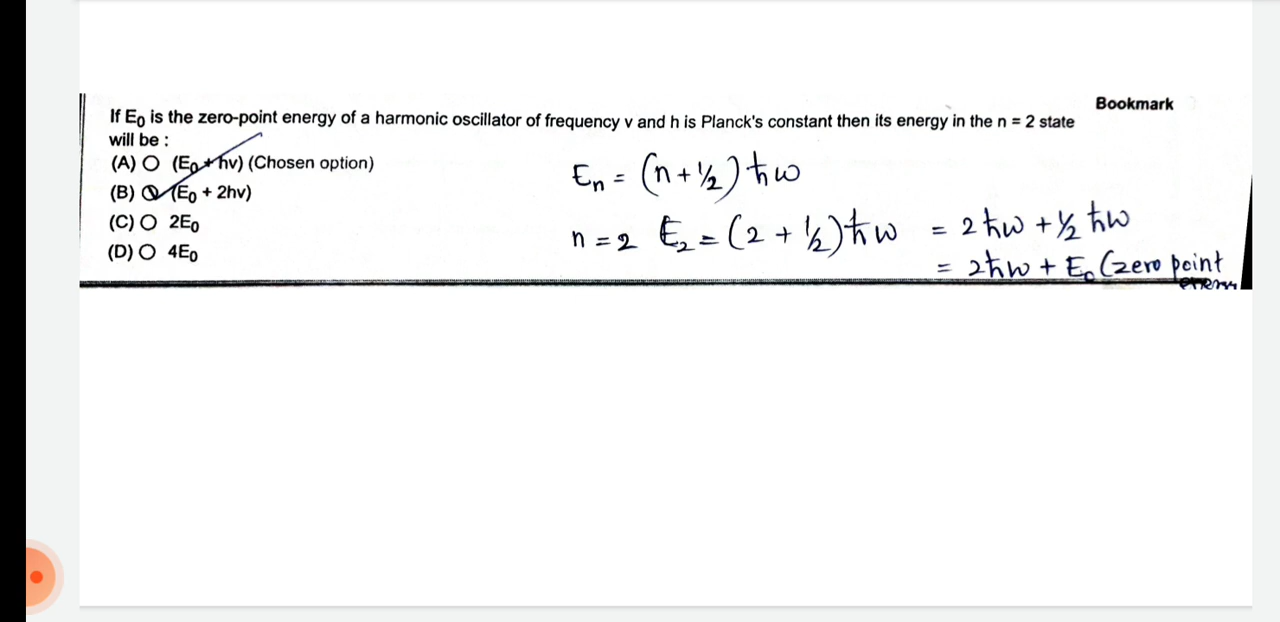 Bookmark
If E₀ is the zero-point energy of a harmonic oscillator of frequency v and h is Planck's constant then its energy in the n = 2 state
will be :
(A) O (E₀ + hv) (Chosen option)
(B) O (E₀ + 2hv)
(C) O 2E₀
(D) O 4E₀
Eₙ = (n + ½) ħω
n = 2 E₂ = (2 + ½) ħω = 2ħω + ½ ħω
= 2ħω + E₀ (zero point
energy